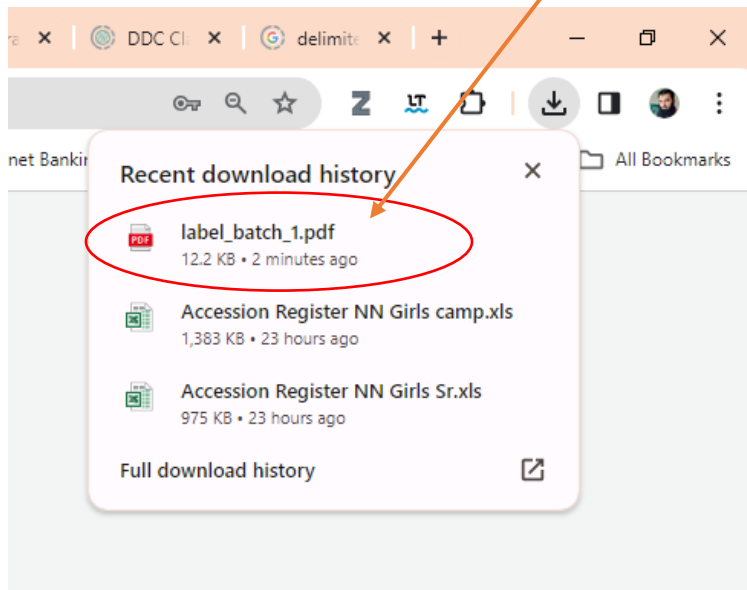 DDC Cl
delimite
net Bankin
All Bookmarks
Recent download history
PDF
label_batch_1.pdf
12.2 KB • 2 minutes ago
Accession Register NN Girls camp.xls
1,383 KB • 23 hours ago
Accession Register NN Girls Sr.xls
975 KB • 23 hours ago
Full download history